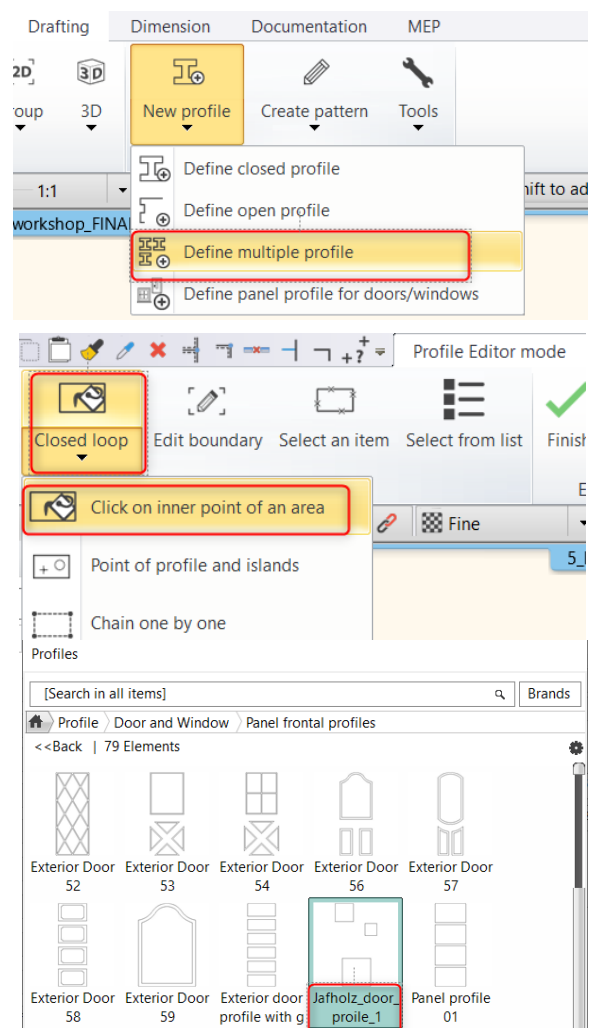 Drafting Dimension Documentation MEP
2D 3D
roup 3D New profile Create pattern Tools
Define closed profile
1:1 hift to ad
Define open profile
workshop_FINA
Define multiple profile
Define panel profile for doors/windows
+? Profile Editor mode
Closed loop Edit boundary Select an item Select from list Finish
E
Click on inner point of an area
Fine
Point of profile and islands
5_
Chain one by one
Profiles
[Search in all items] Brands
Profile Door and Window Panel frontal profiles
<<Back | 79 Elements
Exterior Door Exterior Door Exterior Door Exterior Door Exterior Door
52 53 54 56 57
Exterior Door Exterior Door Exterior door Jafholz_door_ Panel profile
58 59 profile with g proile_1 01